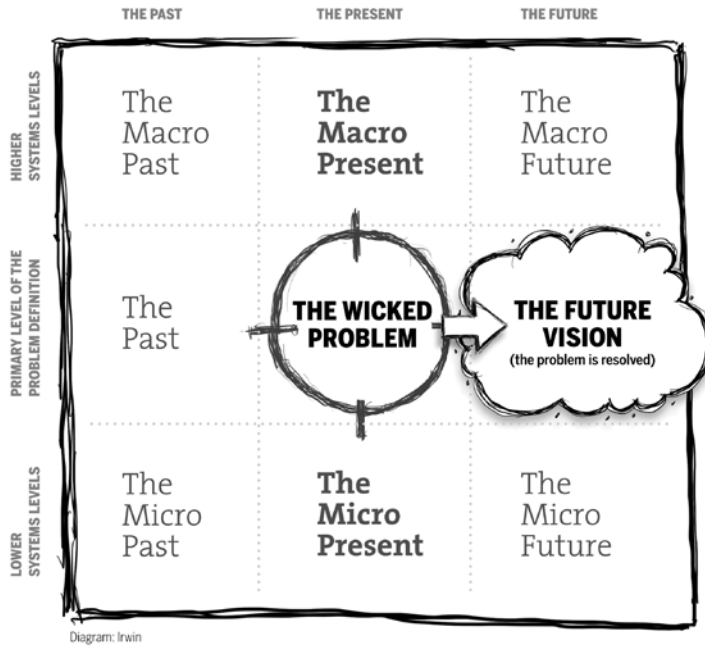 THE PAST
THE PRESENT
THE FUTURE
HIGHER
SYSTEMS LEVELS
The
Macro
Past
The
Macro
Present
The
Macro
Future
PRIMARY LEVEL OF THE
PROBLEM DEFINITION
The
Past
THE WICKED
PROBLEM
THE FUTURE
VISION
(the problem is resolved)
LOWER
SYSTEMS LEVELS
The
Micro
Past
The
Micro
Present
The
Micro
Future
Diagram: Irwin